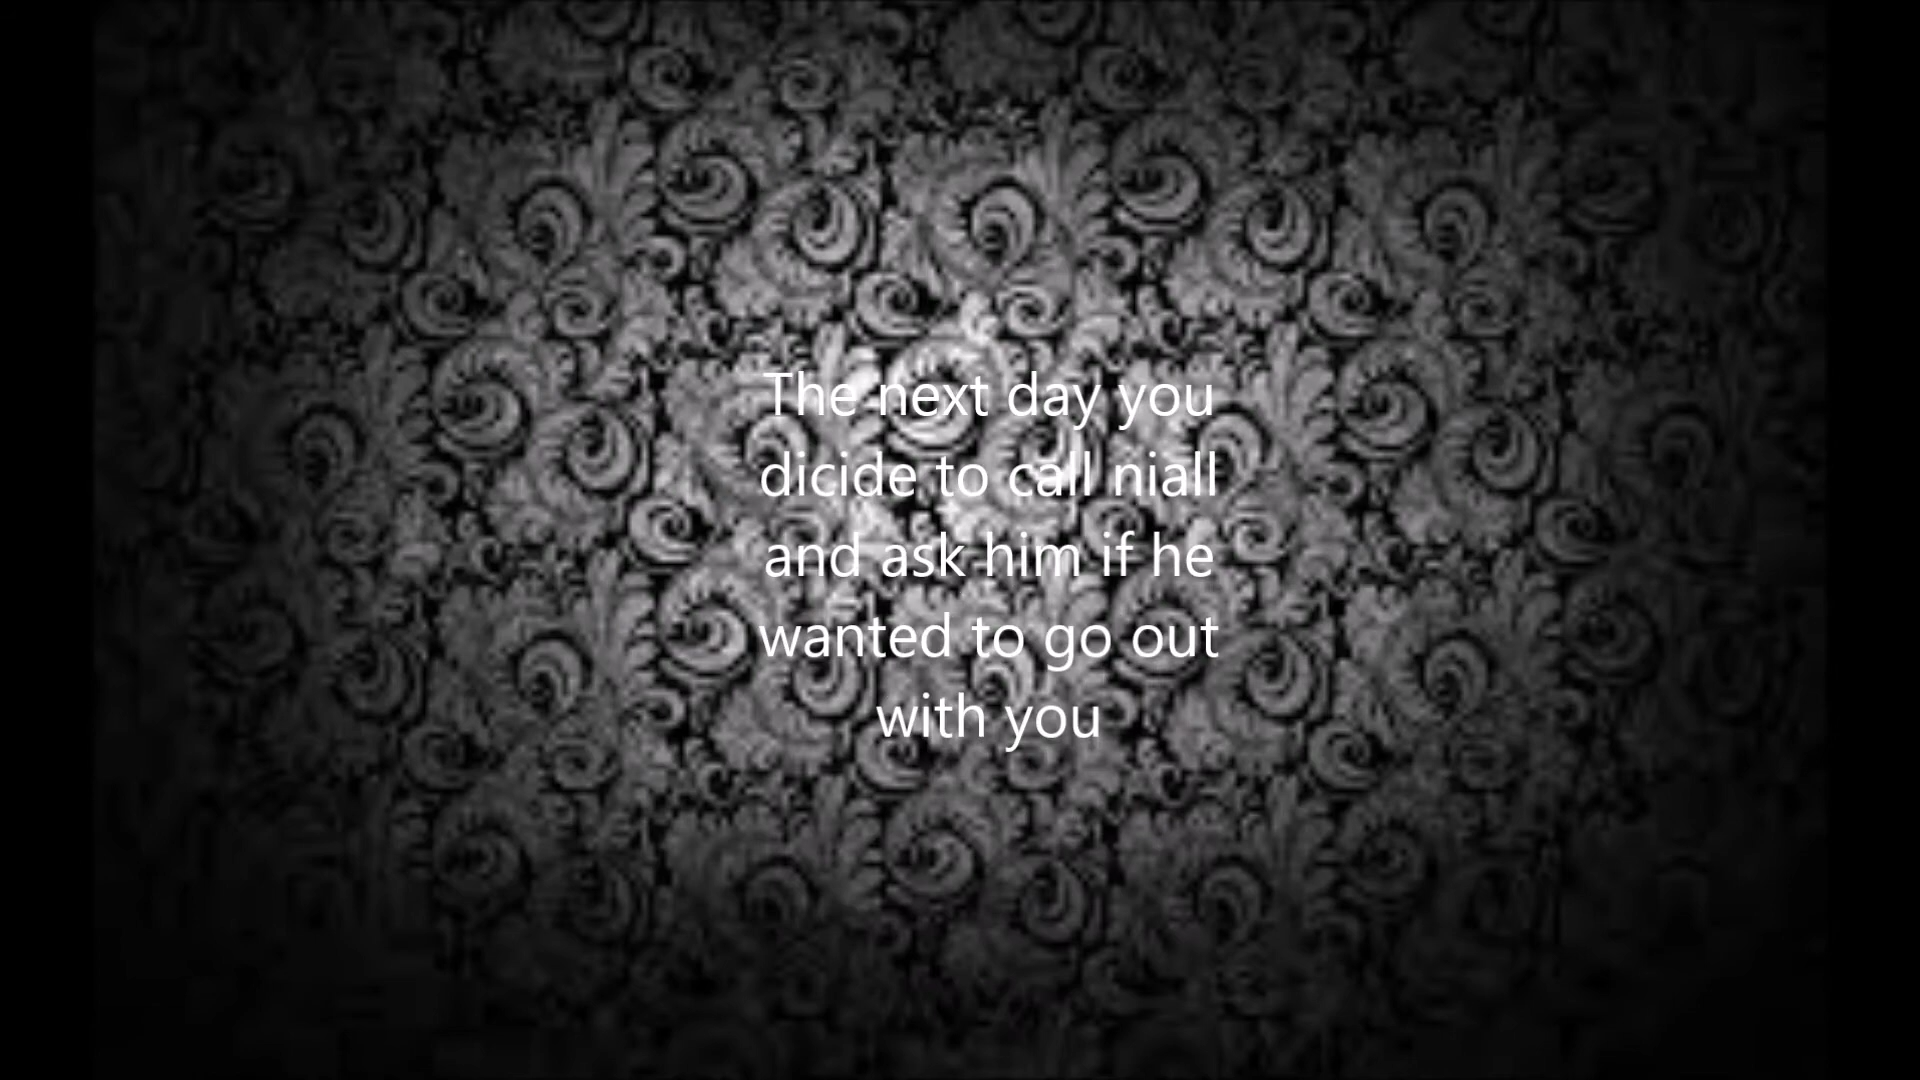 The next day you
dicide to call niall
and ask him if he
wanted to go out
with you